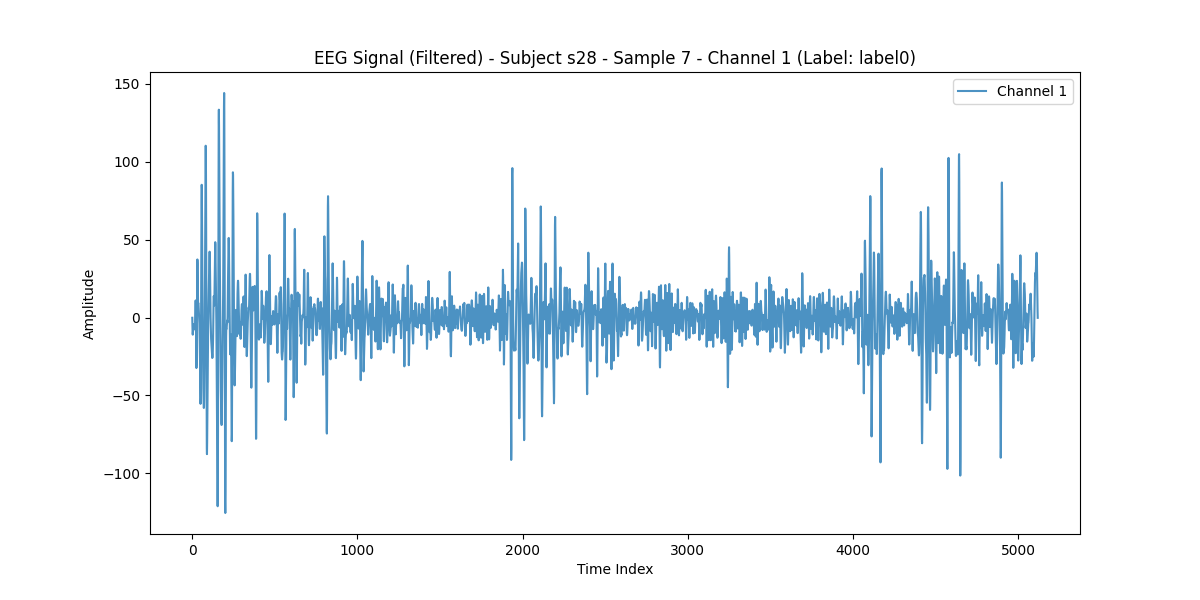 EEG Signal (Filtered) - Subject s28 - Sample 7 - Channel 1 (Label: label0)
Channel 1
150
100
50
0
−50
−100
Amplitude
0 1000 2000 3000 4000 5000
Time Index